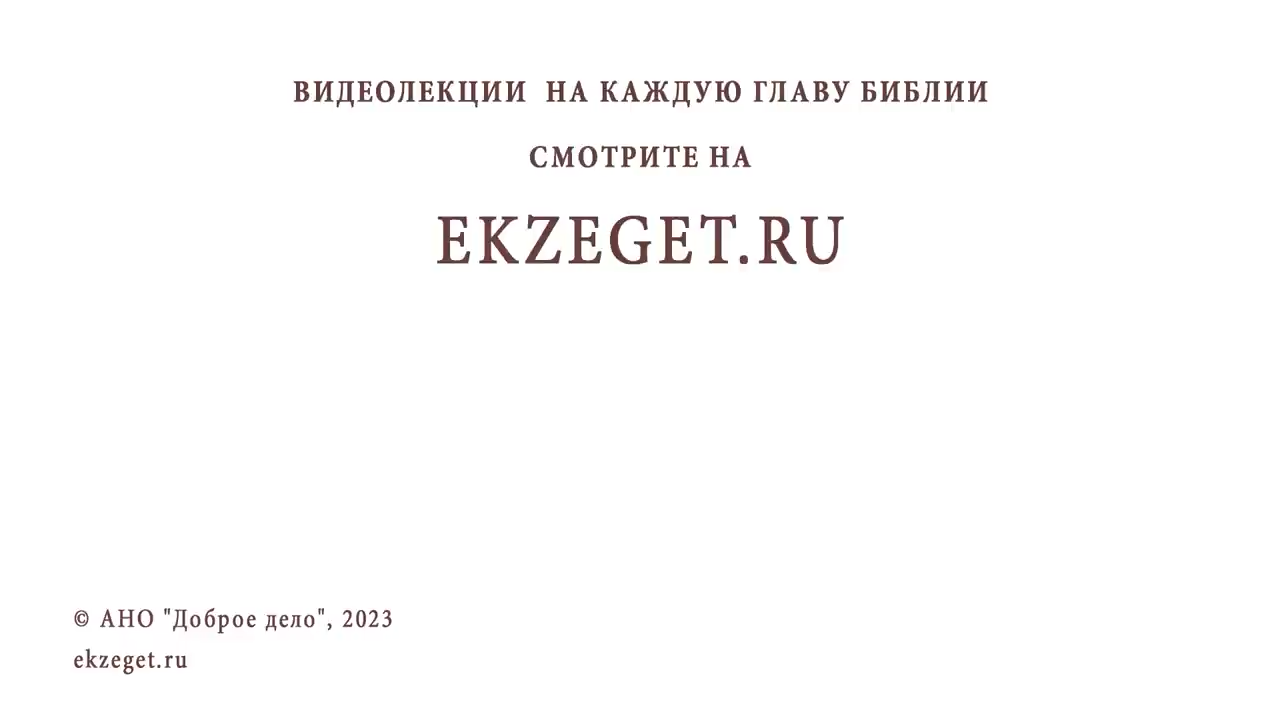 ВИДЕОЛЕКЦИИ НА КАЖДУЮ ГЛАВУ БИБЛИИ
СМОТРИТЕ НА
EKZEGET.RU
© АНО "Доброе дело", 2023
ekzeget.ru